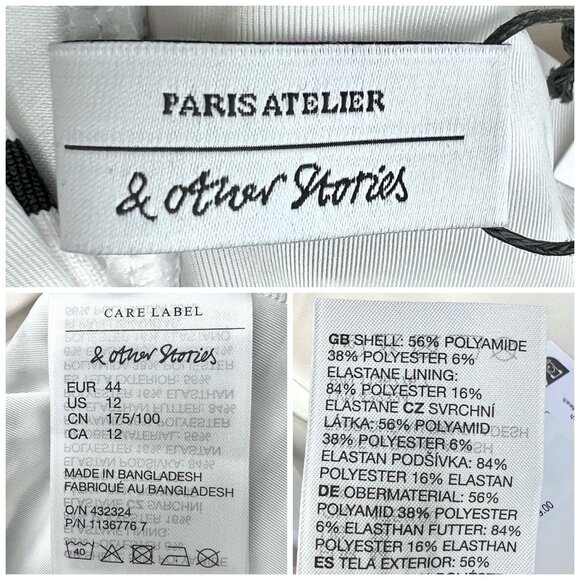 PARIS ATELIER
& other Stories
CARE LABEL
& other Stories
EUR 44
US 12
CN 175/100
CA 12
MADE IN BANGLADESH
FABRIQUÉ AU BANGLADESH
O/N 432324
P/N 1136776 7
40
GB SHELL: 56% POLYAMIDE
38% POLYESTER 6%
ELASTANE LINING:
84% POLYESTER 16%
ELASTANE CZ SVRCHNÍ
LÁTKA: 56% POLYAMID
38% POLYESTER 6%
ELASTAN PODŠÍVKA: 84%
POLYESTER 16% ELASTAN
DE OBERMATERIAL: 56%
POLYAMID 38% POLYESTER
6% ELASTHAN FUTTER: 84%
POLYESTER 16% ELASTHAN
ES TELA EXTERIOR: 56%